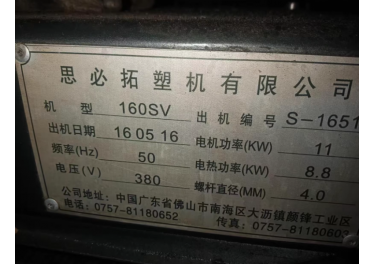 思必拓塑机有限公司
机型 160SV 出机编号 S-1651
出机日期 16 05 16 电机功率(KW) 11
频率(Hz) 50 电热功率(KW) 8.8
电压(V) 380 螺杆直径(MM) 4.0
公司地址:中国广东省佛山市南海区大沥镇颜锋工业区
电话:0757-81180652 传真:0757-81180603